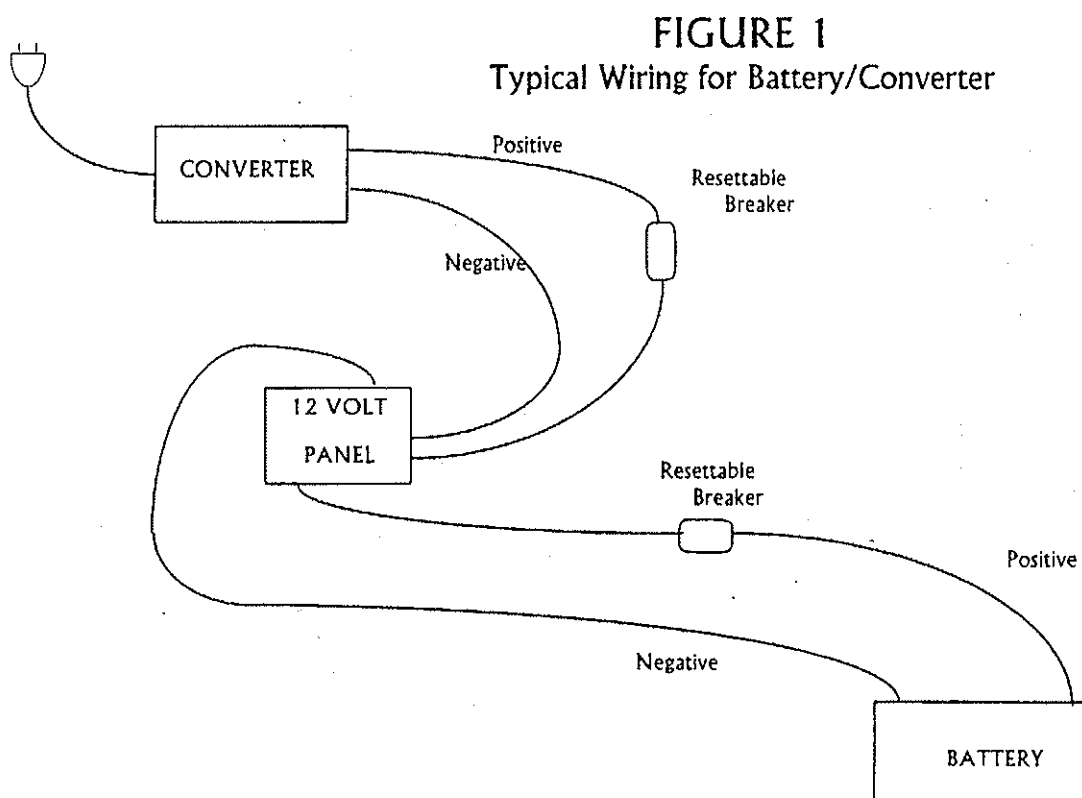 FIGURE 1
Typical Wiring for Battery/Converter
Positive
CONVERTER
Resettable
Breaker
Negative
12 VOLT
PANEL
Resettable
Breaker
Positive
Negative
BATTERY